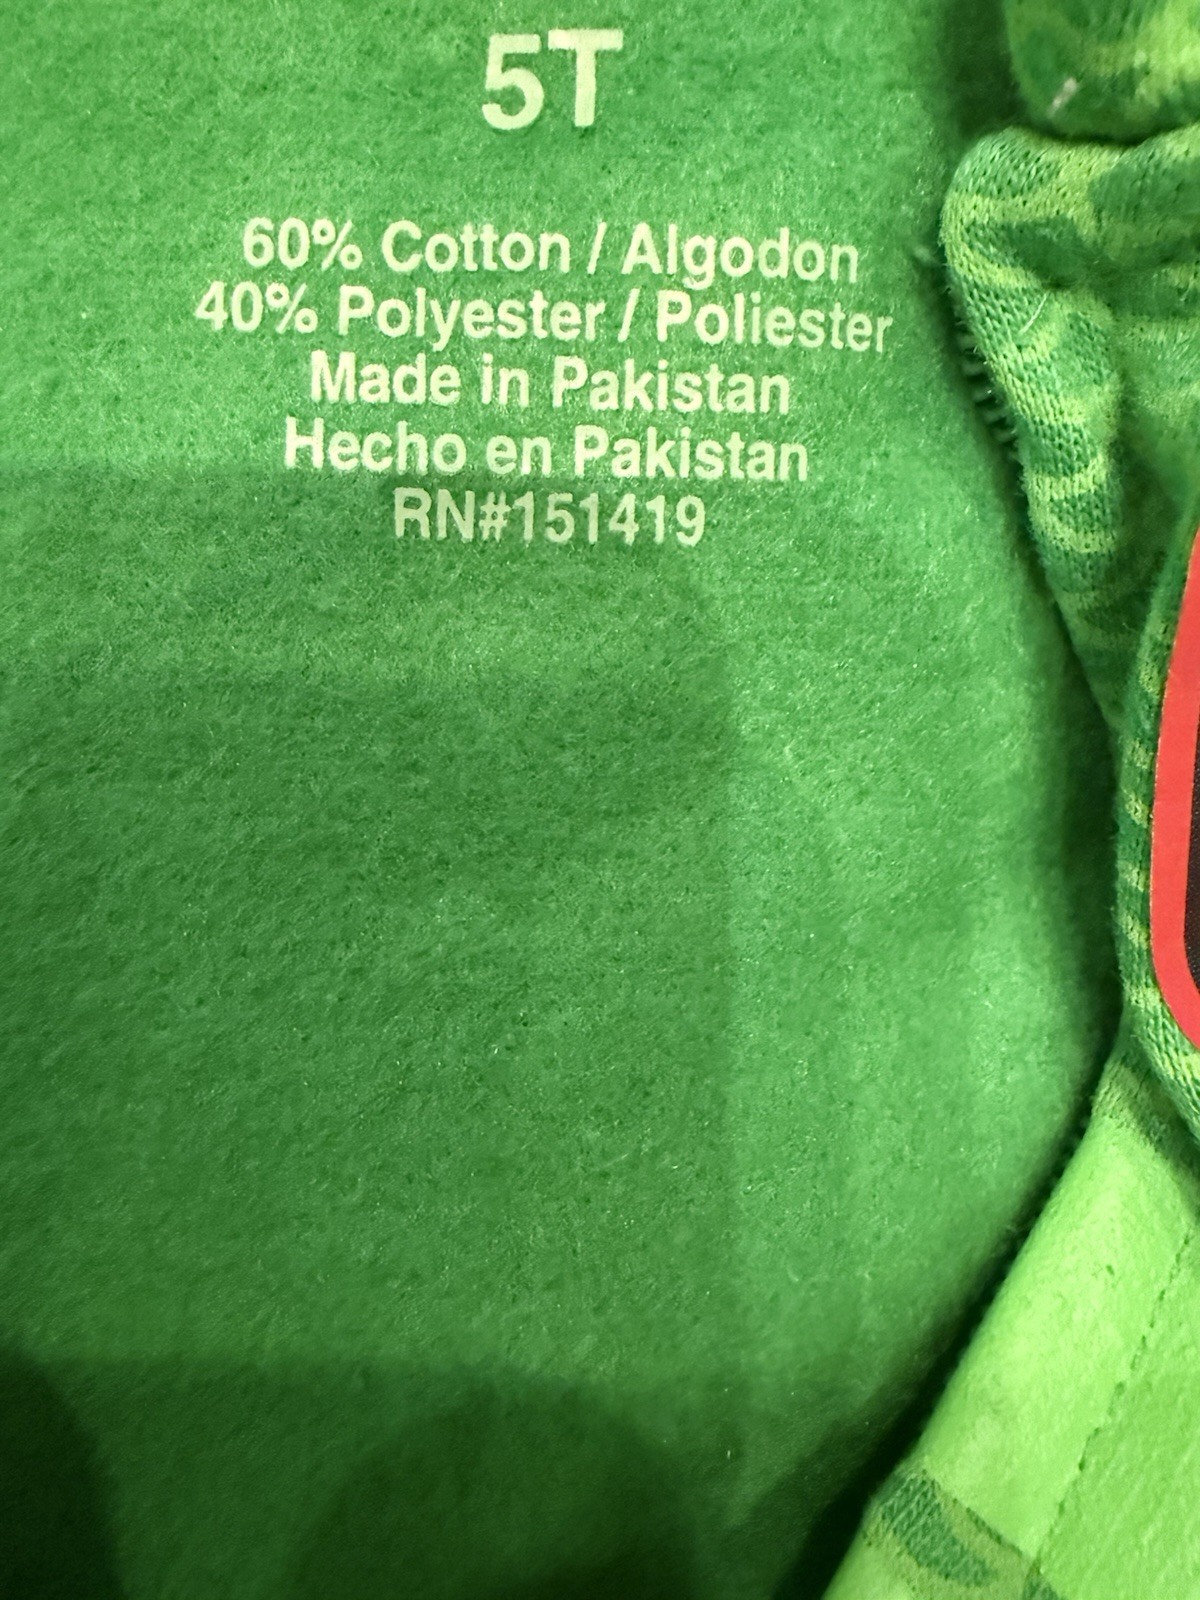 5T
60% Cotton / Algodon
40% Polyester / Poliester
Made in Pakistan
Hecho en Pakistan
RN#151419